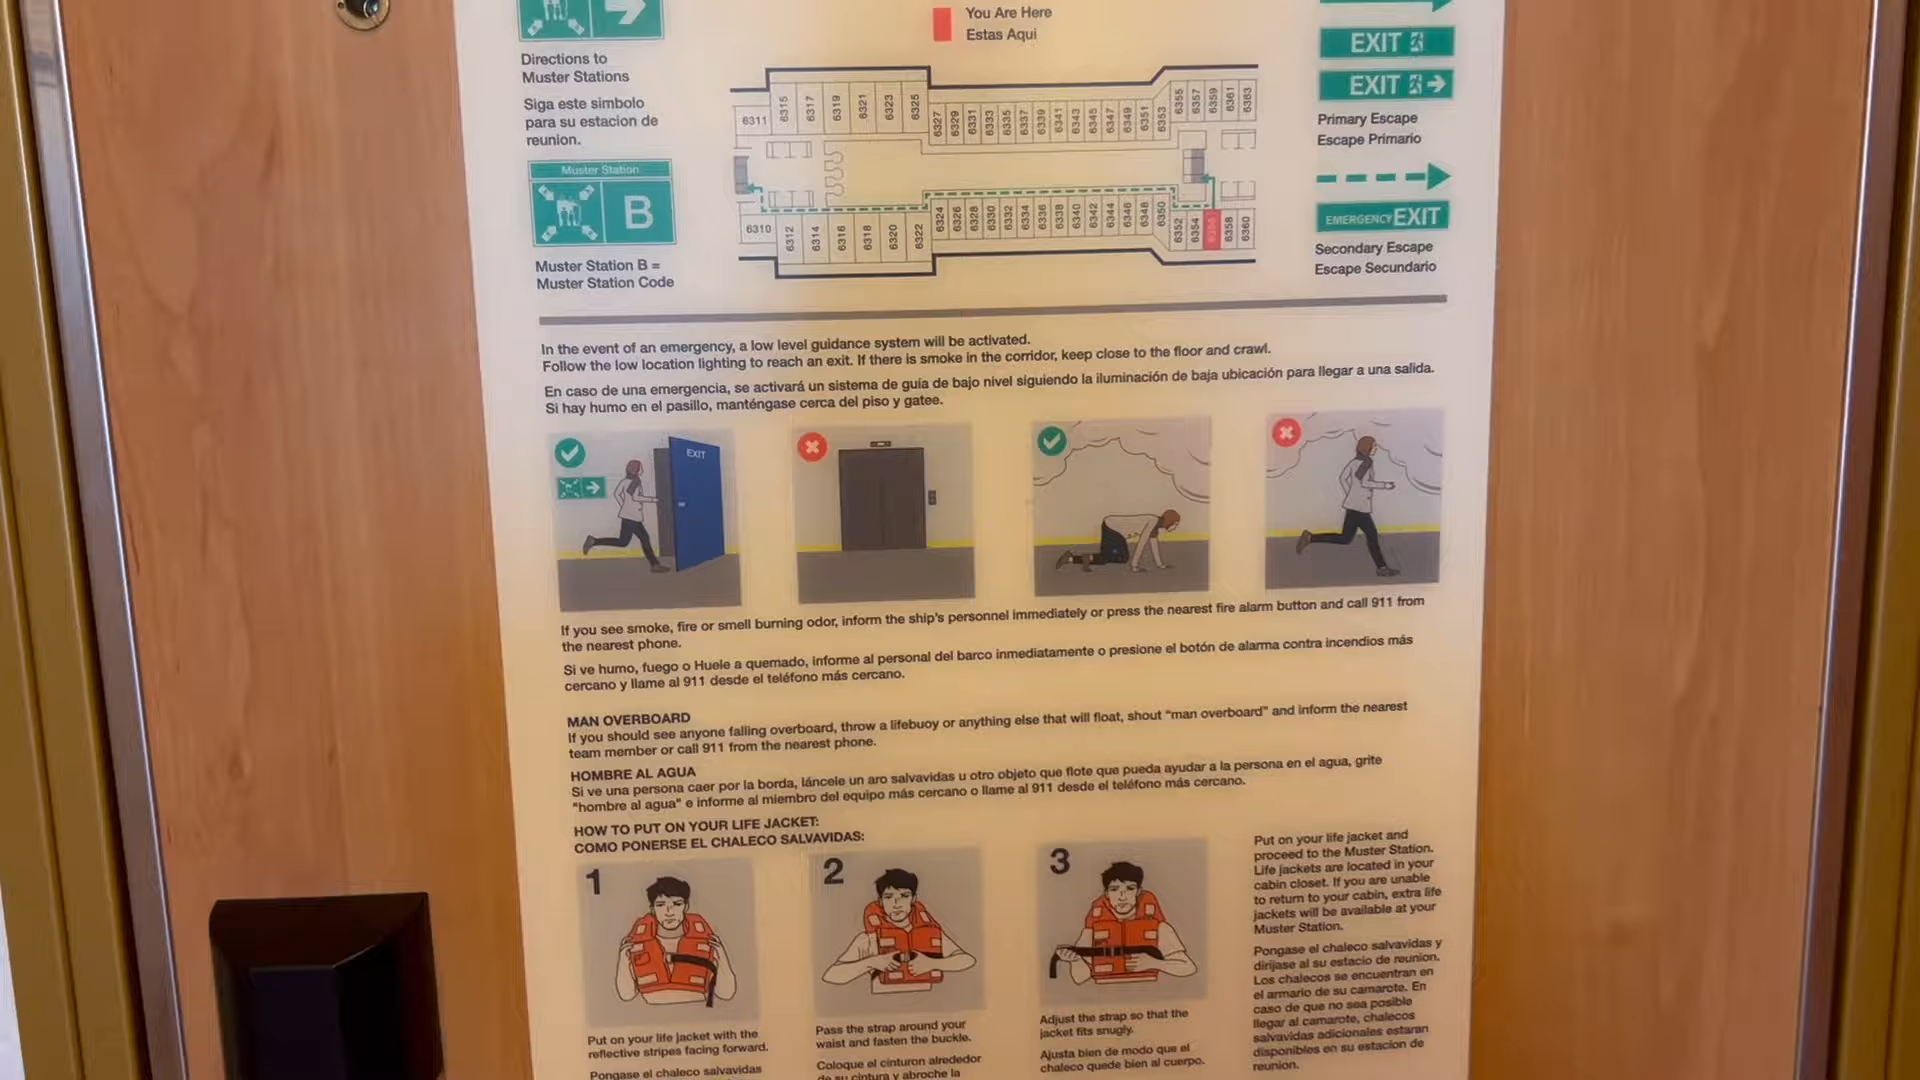 Directions to
Muster Stations
Siga este simbolo
para su estacion de
reunion.
Muster Station
B
Muster Station B =
Muster Station Code
You Are Here
Estas Aqui
6311
6315
6317
6319
6321
6323
6325
6327
6329
6331
6333
6335
6337
6339
6341
6343
6345
6347
6349
6351
6353
6355
6357
6359
6361
6363
6310
6312
6314
6316
6318
6320
6322
6324
6326
6328
6330
6332
6334
6336
6338
6340
6342
6344
6346
6348
6350
6352
6354
6358
6360
EXIT
EXIT
Primary Escape
Escape Primario
EMERGENCY EXIT
Secondary Escape
Escape Secundario
In the event of an emergency, a low level guidance system will be activated.
Follow the low location lighting to reach an exit. If there is smoke in the corridor, keep close to the floor and crawl.
En caso de una emergencia, se activará un sistema de guía de bajo nivel siguiendo la iluminación de baja ubicación para llegar a una salida.
Si hay humo en el pasillo, manténgase cerca del piso y gatee.
EXIT
If you see smoke, fire or smell burning odor, inform the ship's personnel immediately or press the nearest fire alarm button and call 911 from
the nearest phone.
Si ve humo, fuego o Huele a quemado, informe al personal del barco inmediatamente o presione el botón de alarma contra incendios más
cercano y llame al 911 desde el teléfono más cercano.
MAN OVERBOARD
If you should see anyone falling overboard, throw a lifebuoy or anything else that will float, shout "man overboard" and inform the nearest
team member or call 911 from the nearest phone.
HOMBRE AL AGUA
Si ve una persona caer por la borda, láncele un aro salvavidas u otro objeto que flote que pueda ayudar a la persona en el agua, grite
"hombre al agua" e informe al miembro del equipo más cercano o llame al 911 desde el teléfono más cercano.
HOW TO PUT ON YOUR LIFE JACKET:
COMO PONERSE EL CHALECO SALVAVIDAS:
1
Put on your life jacket with the
reflective stripes facing forward.
Pongase el chaleco salvavidas
2
Pass the strap around your
waist and fasten the buckle.
Coloque el cinturon alrededor
de su cintura y abroche la
3
Adjust the strap so that the
jacket fits snugly.
Ajusta bien de modo que el
chaleco quede bien al cuerpo.
Put on your life jacket and
proceed to the Muster Station.
Life jackets are located in your
cabin closet. If you are unable
to return to your cabin, extra life
jackets will be available at your
Muster Station.
Pongase el chaleco salvavidas y
dirijase al su estacio de reunion.
Los chalecos se encuentran en
el armario de su camarote. En
caso de que no sea posible
llegar al camarote, chalecos
salvavidas adicionales estaran
disponibles en su estacion de
reunion.